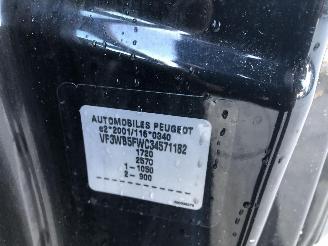 AUTOMOBILES PEUGEOT
e2*2001/116*0340
VF3WB5FWC34571182
1720
2570
1-1050
2-900